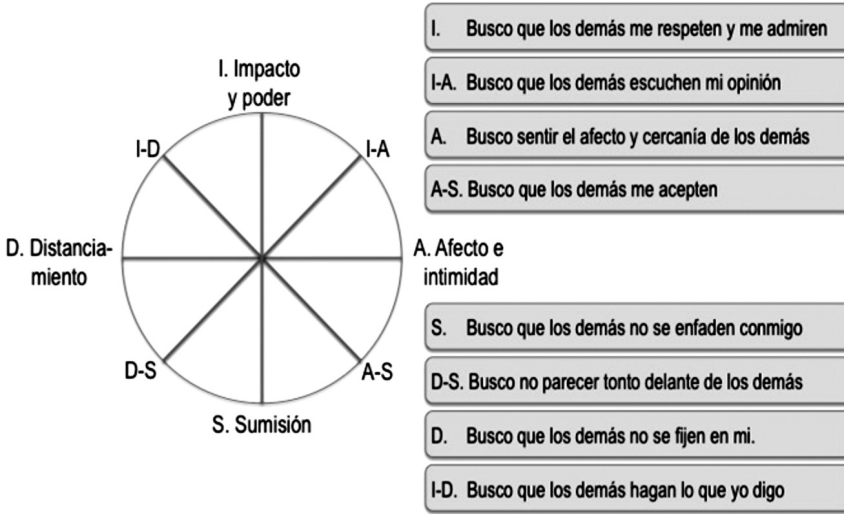 I. Impacto
y poder
I-D
I-A
D. Distancia-
miento
A. Afecto e
intimidad
D-S
A-S
S. Sumisión
I. Busco que los demás me respeten y me admiren
I-A. Busco que los demás escuchen mi opinión
A. Busco sentir el afecto y cercanía de los demás
A-S. Busco que los demás me acepten
S. Busco que los demás no se enfaden conmigo
D-S. Busco no parecer tonto delante de los demás
D. Busco que los demás no se fijen en mi.
I-D. Busco que los demás hagan lo que yo digo